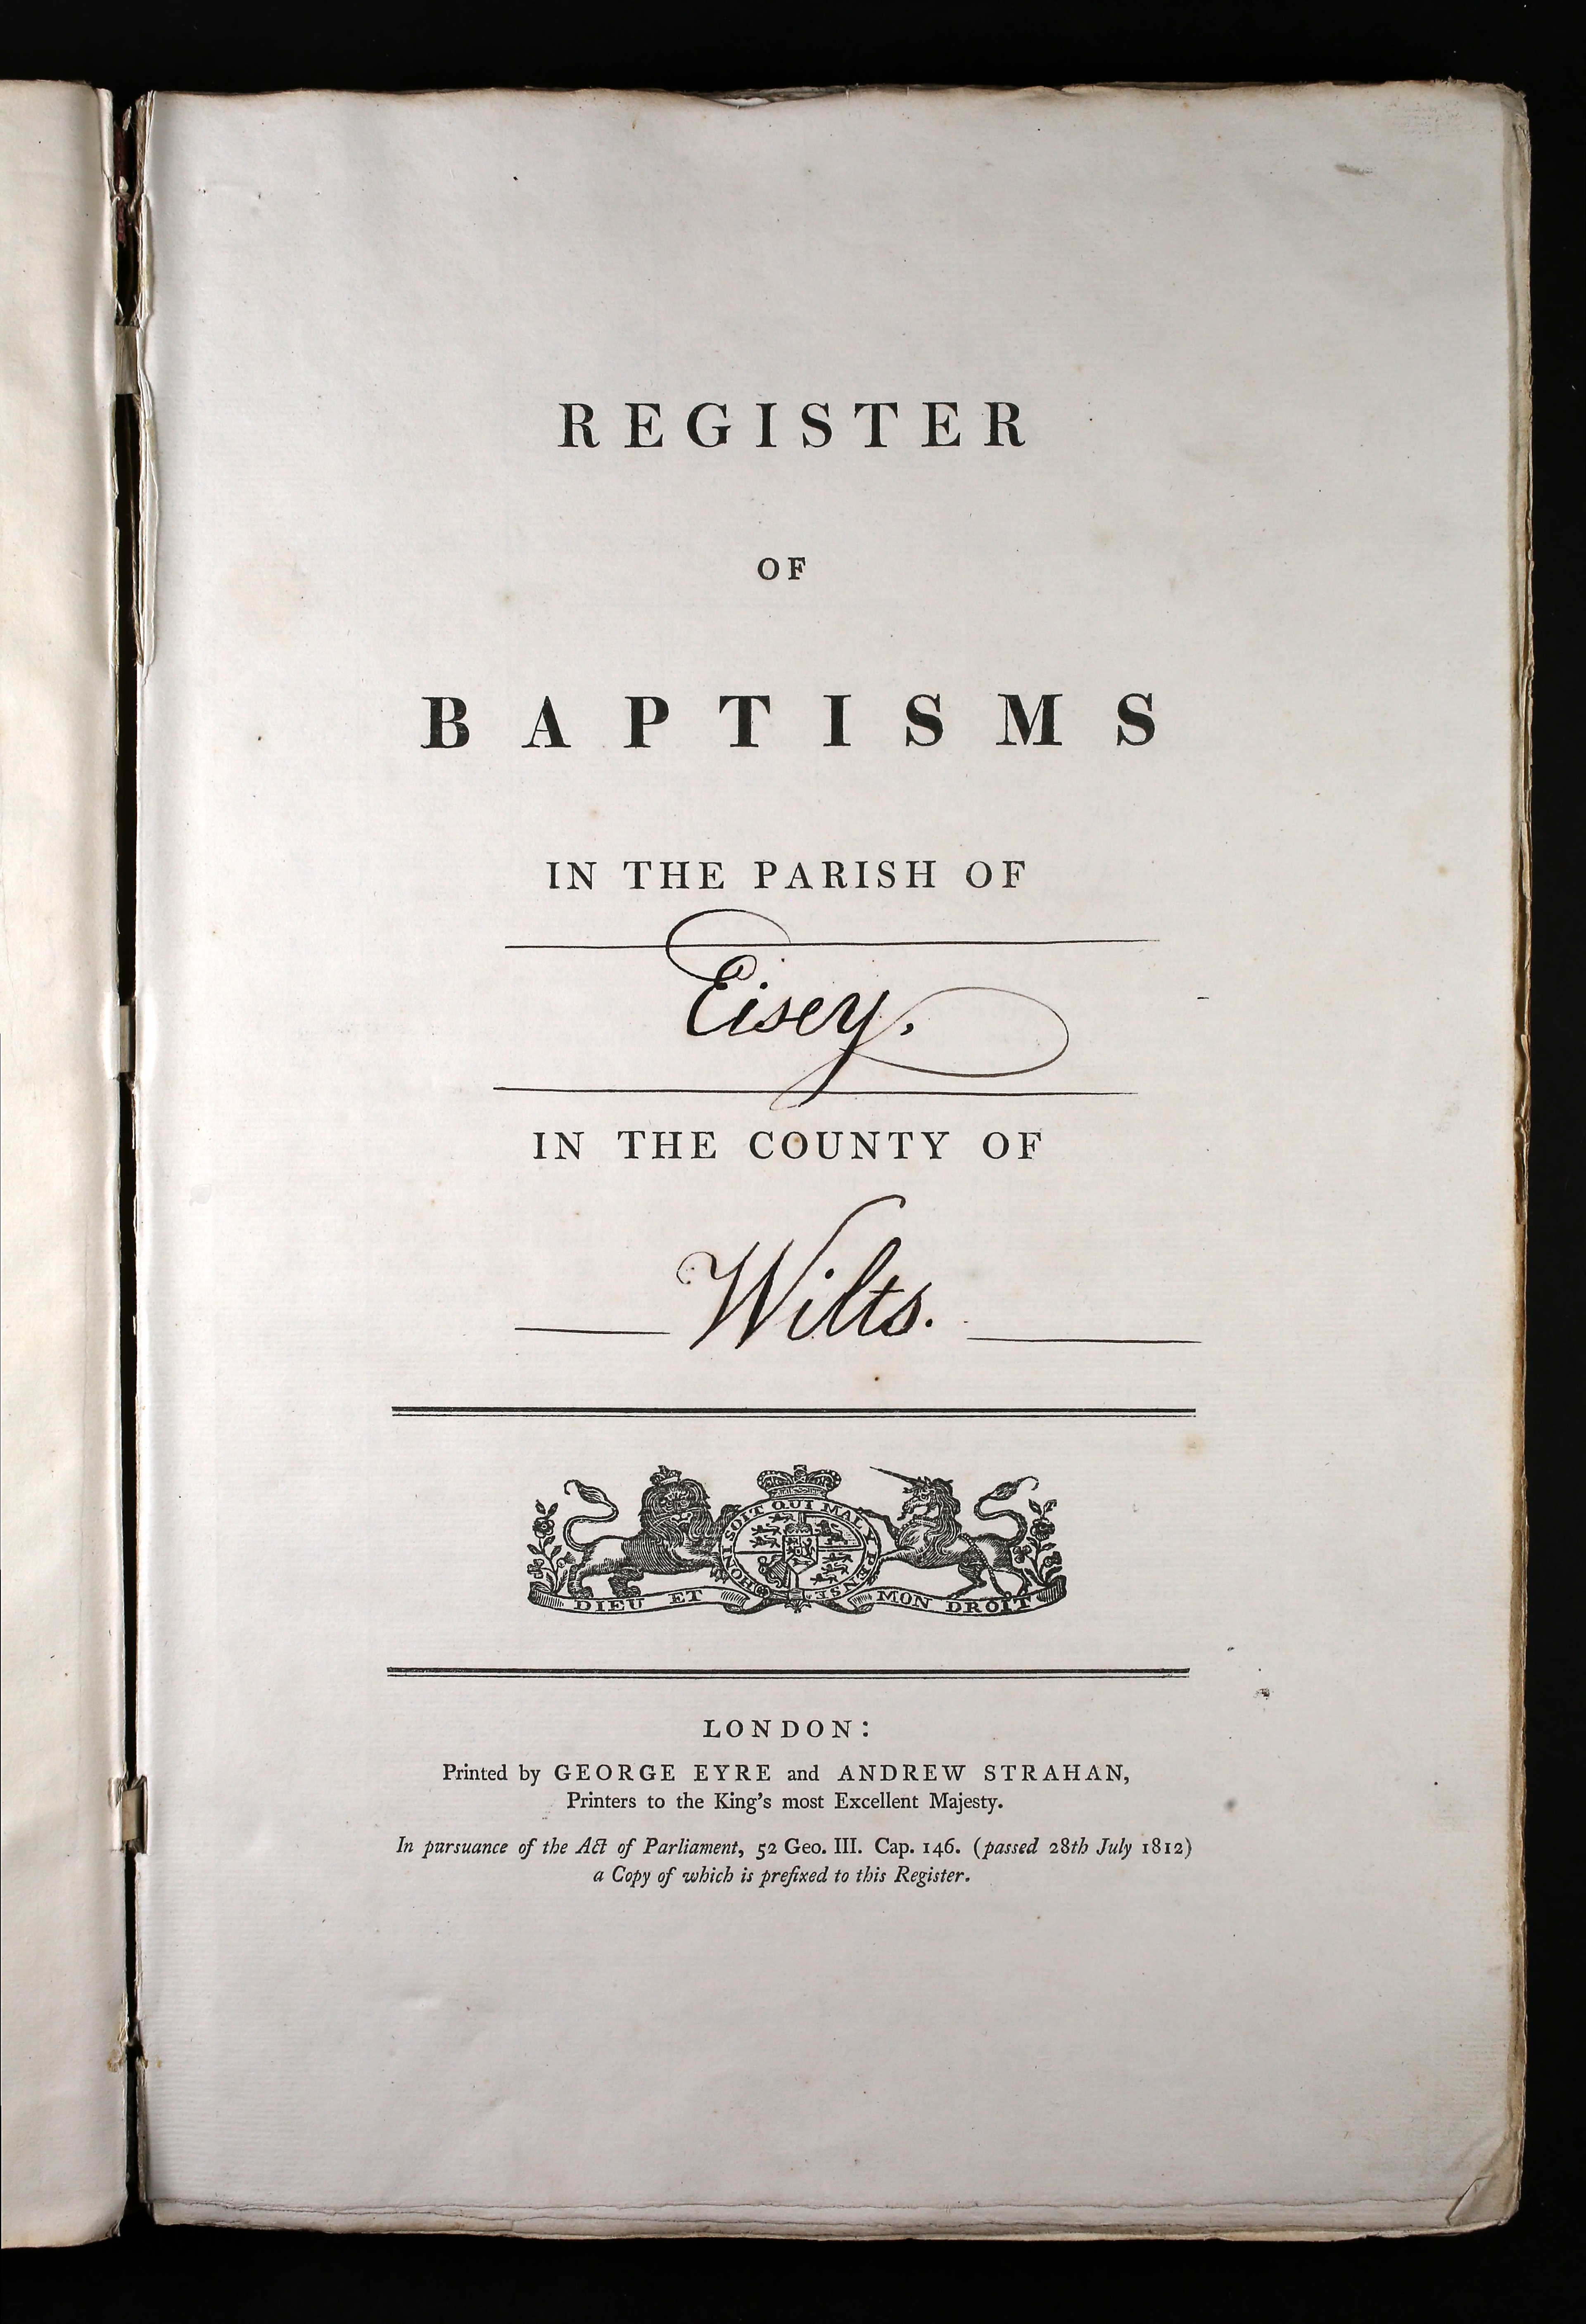 REGISTER
OF
BAPTISMS
IN THE PARISH OF
Eisey.
IN THE COUNTY OF
Wilts.
HONI SOIT QUI MAL Y PENSE
DIEU ET MON DROIT
LONDON:
Printed by GEORGE EYRE and ANDREW STRAHAN,
Printers to the King's most Excellent Majesty.
In pursuance of the Act of Parliament, 52 Geo. III. Cap. 146. (passed 28th July 1812)
a Copy of which is prefixed to this Register.